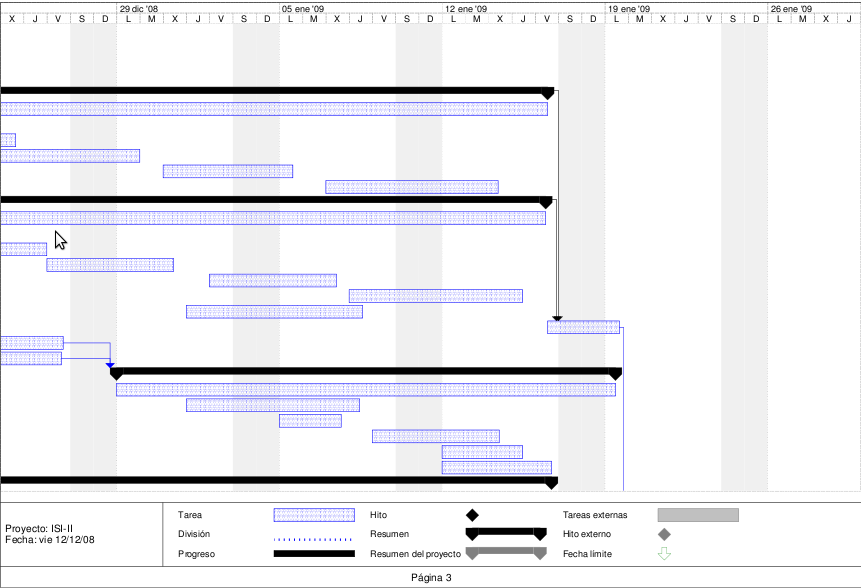 29 dic '08 05 ene '09 12 ene '09 19 ene '09 26 ene '09
X J V S D L M X J V S D L M X J V S D L M X J V S D L M X J V S D L M X J
Tarea Hito Tareas externas
División Resumen Hito externo
Progreso Resumen del proyecto Fecha límite
Proyecto: ISI-II
Fecha: vie 12/12/08
Página 3